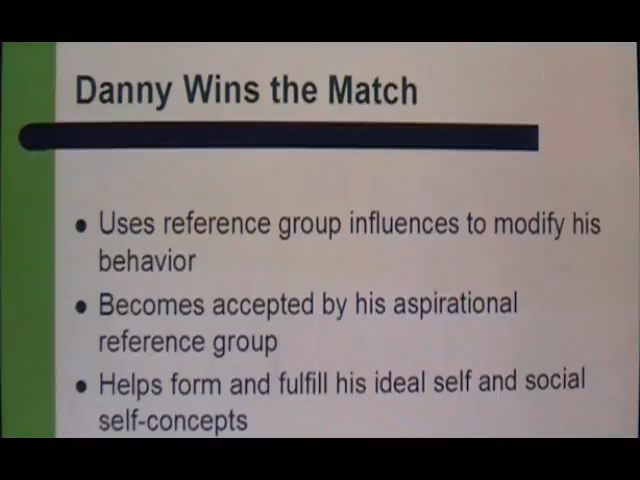 Danny Wins the Match
● Uses reference group influences to modify his
behavior
● Becomes accepted by his aspirational
reference group
● Helps form and fulfill his ideal self and social
self-concepts